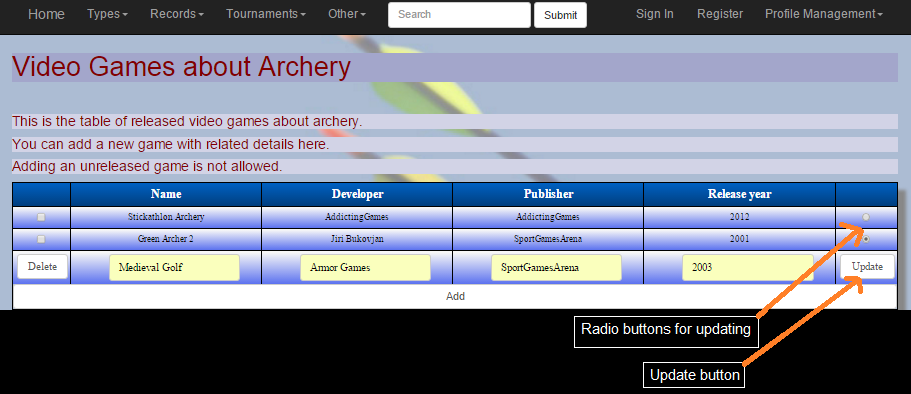 Home Types Records Tournaments Other Search Submit Sign In Register Profile Management
Video Games about Archery
This is the table of released video games about archery.
You can add a new game with related details here.
Adding an unreleased game is not allowed.
Name Developer Publisher Release year
Stickathlon Archery AddictingGames AddictingGames 2012
Green Archer 2 Jiri Bukovjan SportGamesArena 2001
Delete Medieval Golf Armor Games SportGamesArena 2003 Update
Add
Radio buttons for updating
Update button